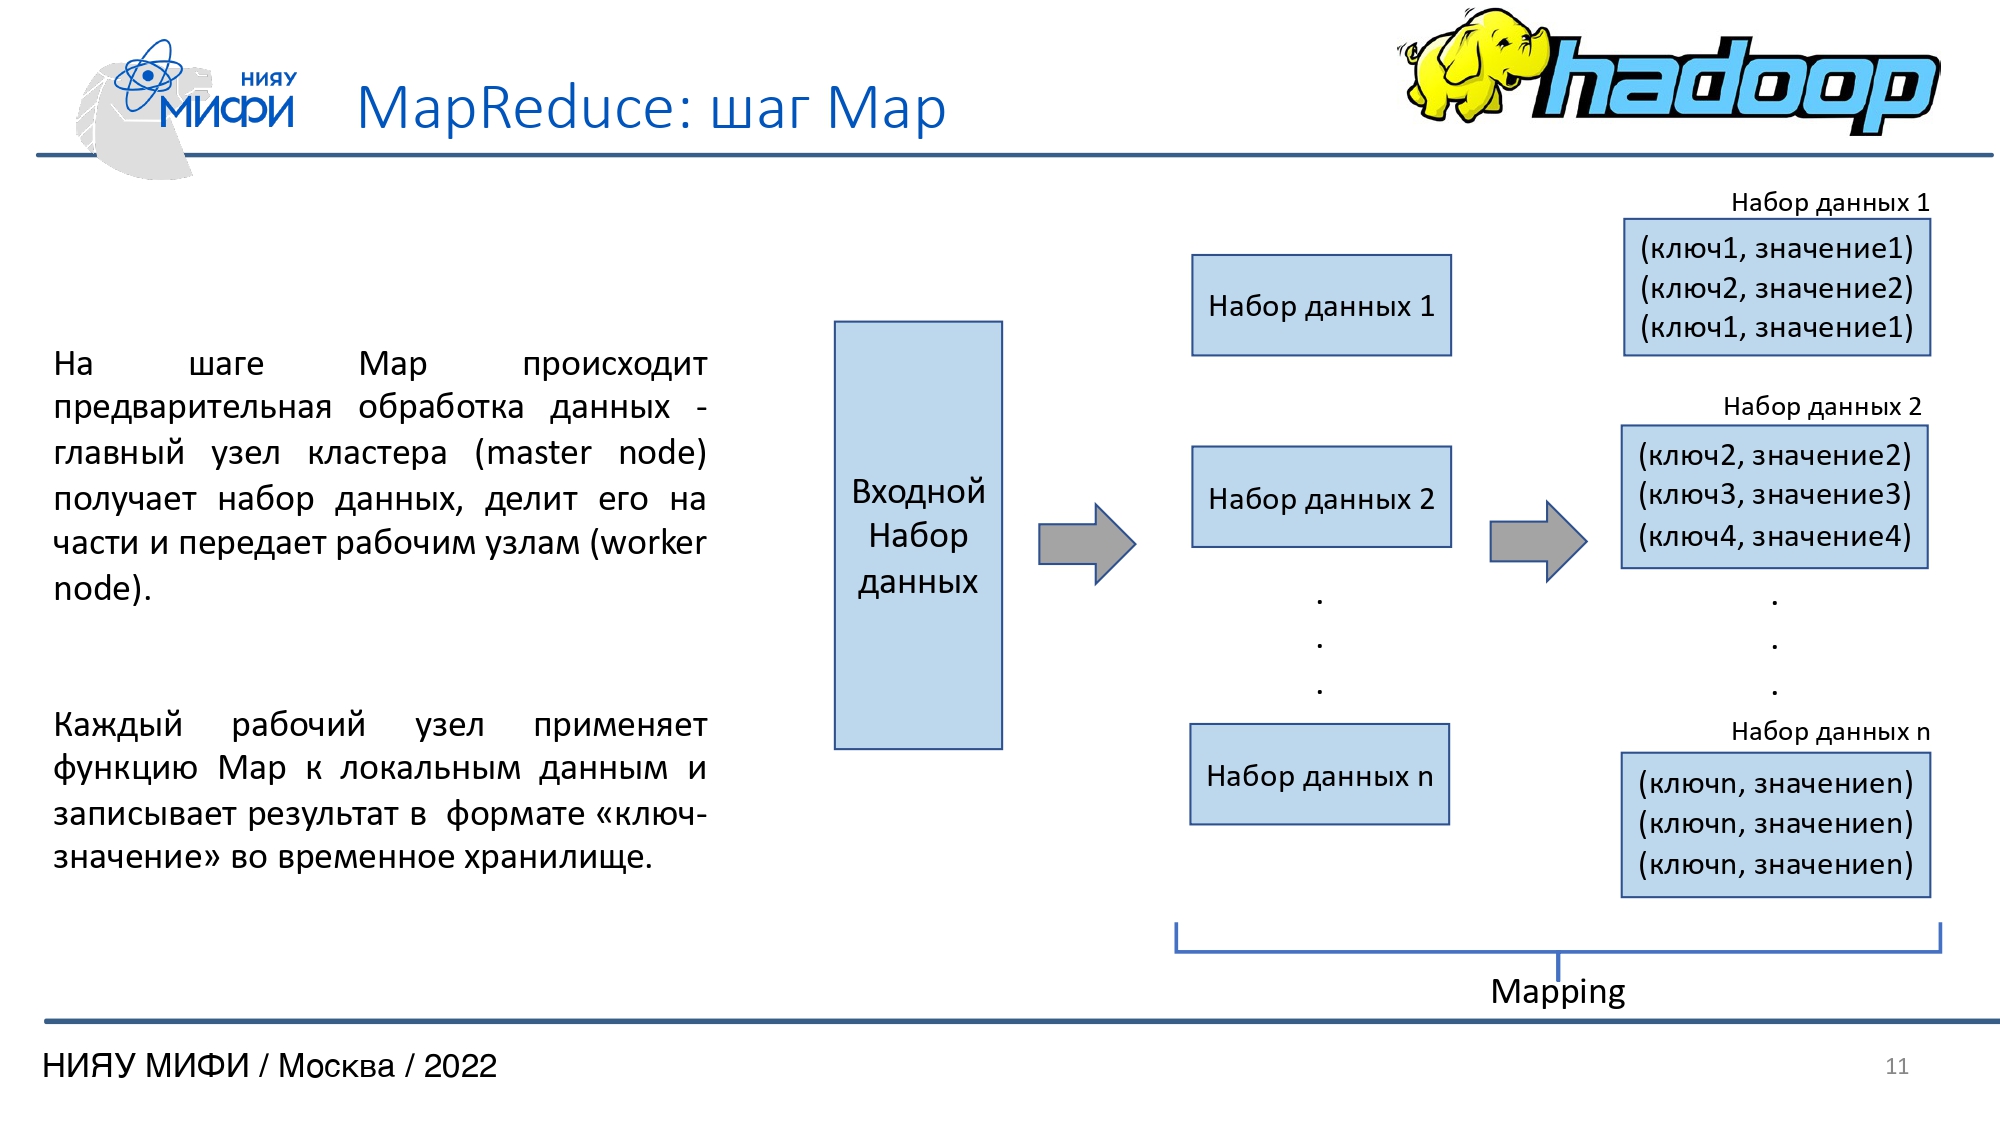 НИЯУ
МИФИ
MapReduce: шаг Map
hadoop
На шаге Map происходит
предварительная обработка данных -
главный узел кластера (master node)
получает набор данных, делит его на
части и передает рабочим узлам (worker
node).
Каждый рабочий узел применяет
функцию Map к локальным данным и
записывает результат в  формате «ключ-
значение» во временное хранилище.
Входной
Набор
данных
Набор данных 1
Набор данных 2
.
.
.
Набор данных n
Набор данных 1
(ключ1, значение1)
(ключ2, значение2)
(ключ1, значение1)
Набор данных 2
(ключ2, значение2)
(ключ3, значение3)
(ключ4, значение4)
.
.
.
Набор данных n
(ключn, значениеn)
(ключn, значениеn)
(ключn, значениеn)
Mapping
НИЯУ МИФИ / Москва / 2022
11